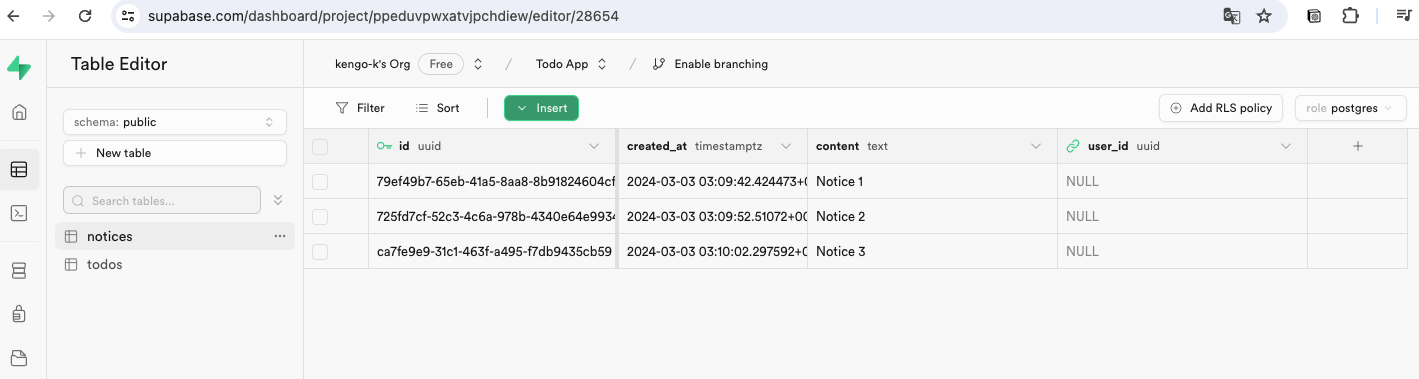 supabase.com/dashboard/project/ppeduvpwxatvjpchdiew/editor/28654
Table Editor
kengo-k's Org Free / Todo App / Enable branching
Filter Sort Insert Add RLS policy role postgres
schema: public
New table
Search tables...
notices
todos
id uuid created_at timestamptz content text user_id uuid
79ef49b7-65eb-41a5-8aa8-8b91824604cf 2024-03-03 03:09:42.424473+0 Notice 1 NULL
725fd7cf-52c3-4c6a-978b-4340e64e9934 2024-03-03 03:09:52.51072+00 Notice 2 NULL
ca7fe9e9-31c1-463f-a495-f7db9435cb59 2024-03-03 03:10:02.297592+0 Notice 3 NULL